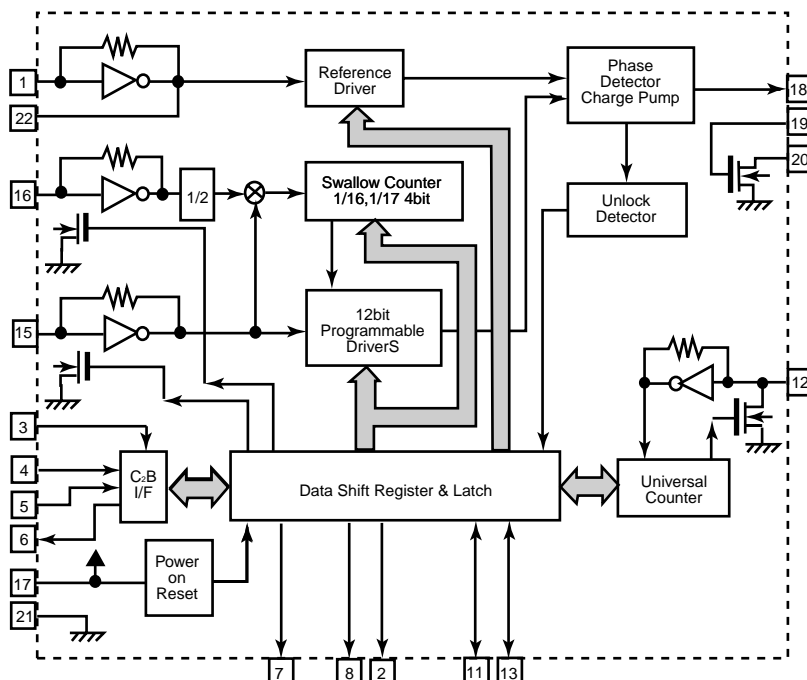 1
22
Reference
Driver
Phase
Detector
Charge Pump
18
19
20
16
1/2
Swallow Counter
1/16,1/17 4bit
Unlock
Detector
15
12bit
Programmable
DriverS
12
3
4
5
6
C2B
I/F
Data Shift Register & Latch
Universal
Counter
17
Power
on
Reset
21
7
8
2
11
13